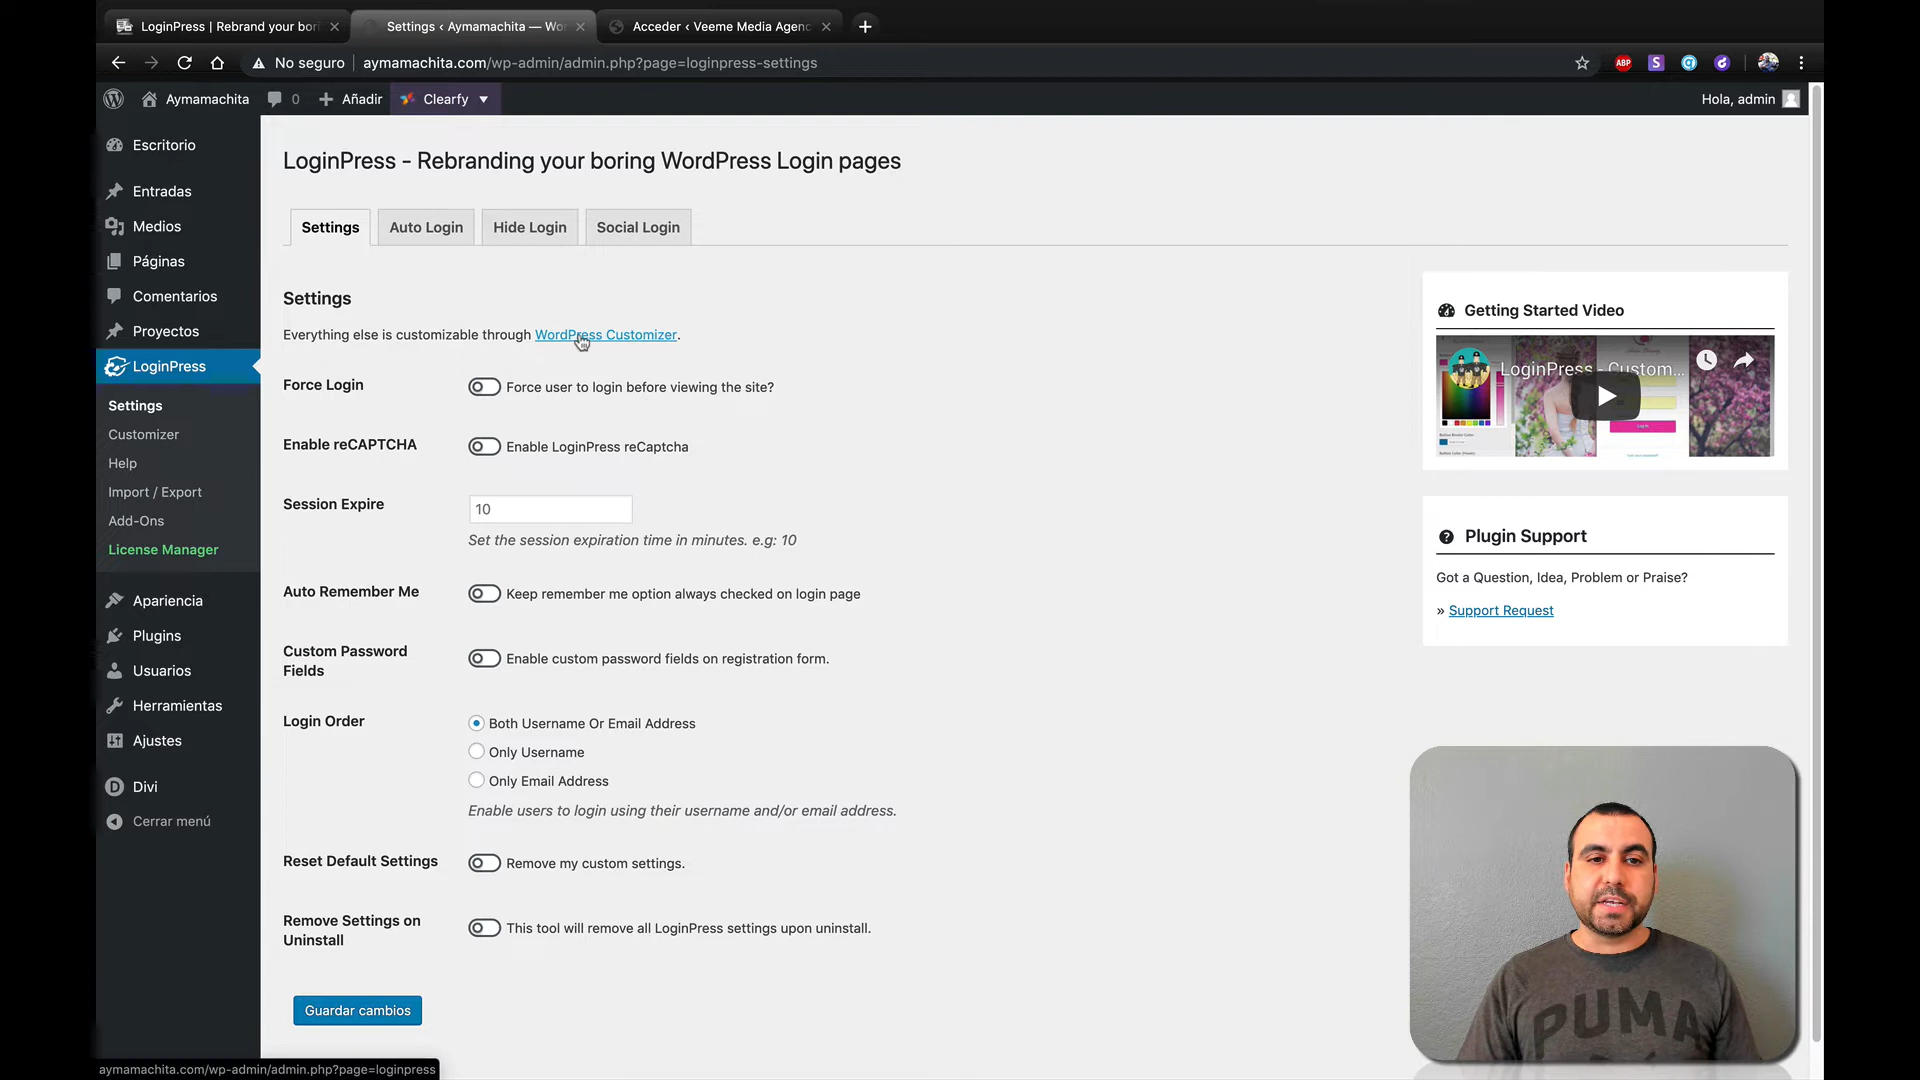 LoginPress | Rebrand your bori
Settings ‹ Aymamachita — Wo
Acceder ‹ Veeme Media Agenc
No seguro
aymamachita.com/wp-admin/admin.php?page=loginpress-settings
ABP
S
Aymamachita
0
Añadir
Clearfy
Hola, admin
Escritorio
Entradas
Medios
Páginas
Comentarios
Proyectos
LoginPress
Settings
Customizer
Help
Import / Export
Add-Ons
License Manager
Apariencia
Plugins
Usuarios
Herramientas
Ajustes
Divi
Cerrar menú
LoginPress - Rebranding your boring WordPress Login pages
Settings
Auto Login
Hide Login
Social Login
Settings
Everything else is customizable through WordPress Customizer.
Force Login
Force user to login before viewing the site?
Enable reCAPTCHA
Enable LoginPress reCaptcha
Session Expire
10
Set the session expiration time in minutes. e.g: 10
Auto Remember Me
Keep remember me option always checked on login page
Custom Password
Fields
Enable custom password fields on registration form.
Login Order
Both Username Or Email Address
Only Username
Only Email Address
Enable users to login using their username and/or email address.
Reset Default Settings
Remove my custom settings.
Remove Settings on
Uninstall
This tool will remove all LoginPress settings upon uninstall.
Guardar cambios
Getting Started Video
LoginPress - Custom...
Plugin Support
Got a Question, Idea, Problem or Praise?
» Support Request
PUMA
aymamachita.com/wp-admin/admin.php?page=loginpress